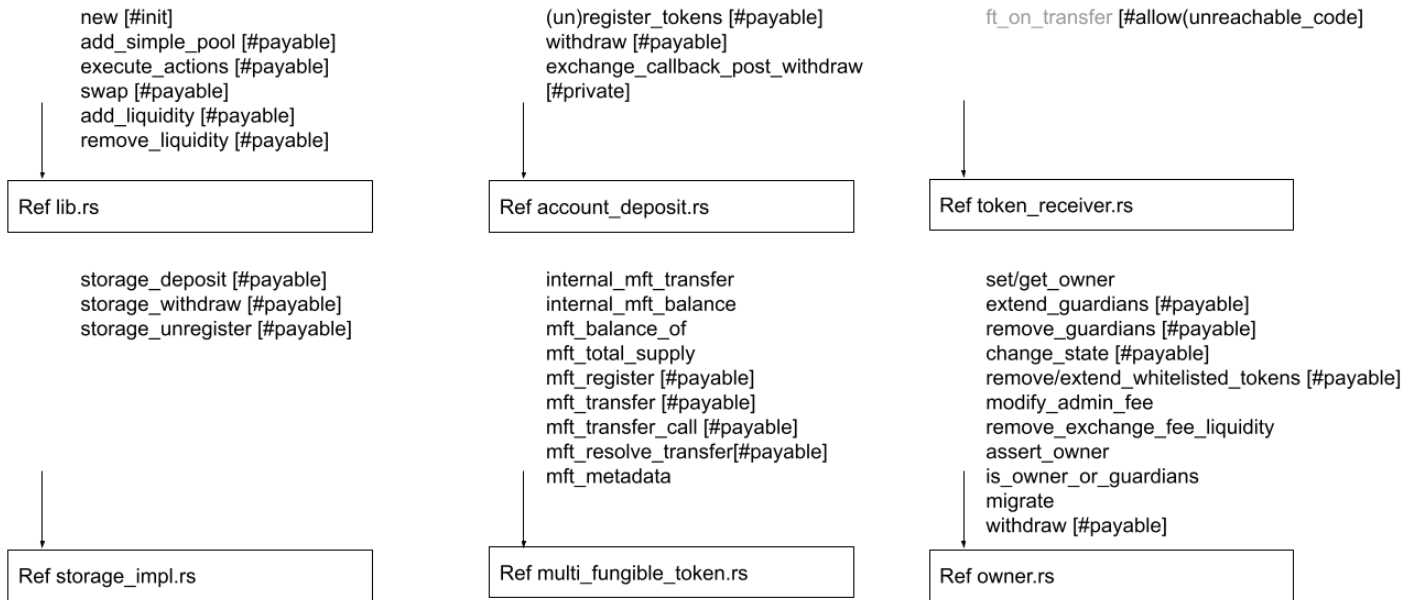 new [#init]
add_simple_pool [#payable]
execute_actions [#payable]
swap [#payable]
add_liquidity [#payable]
remove_liquidity [#payable]
Ref lib.rs
(un)register_tokens [#payable]
withdraw [#payable]
exchange_callback_post_withdraw
[#private]
Ref account_deposit.rs
ft_on_transfer [#allow(unreachable_code]
Ref token_receiver.rs
storage_deposit [#payable]
storage_withdraw [#payable]
storage_unregister [#payable]
Ref storage_impl.rs
internal_mft_transfer
internal_mft_balance
mft_balance_of
mft_total_supply
mft_register [#payable]
mft_transfer [#payable]
mft_transfer_call [#payable]
mft_resolve_transfer[#payable]
mft_metadata
Ref multi_fungible_token.rs
set/get_owner
extend_guardians [#payable]
remove_guardians [#payable]
change_state [#payable]
remove/extend_whitelisted_tokens [#payable]
modify_admin_fee
remove_exchange_fee_liquidity
assert_owner
is_owner_or_guardians
migrate
withdraw [#payable]
Ref owner.rs